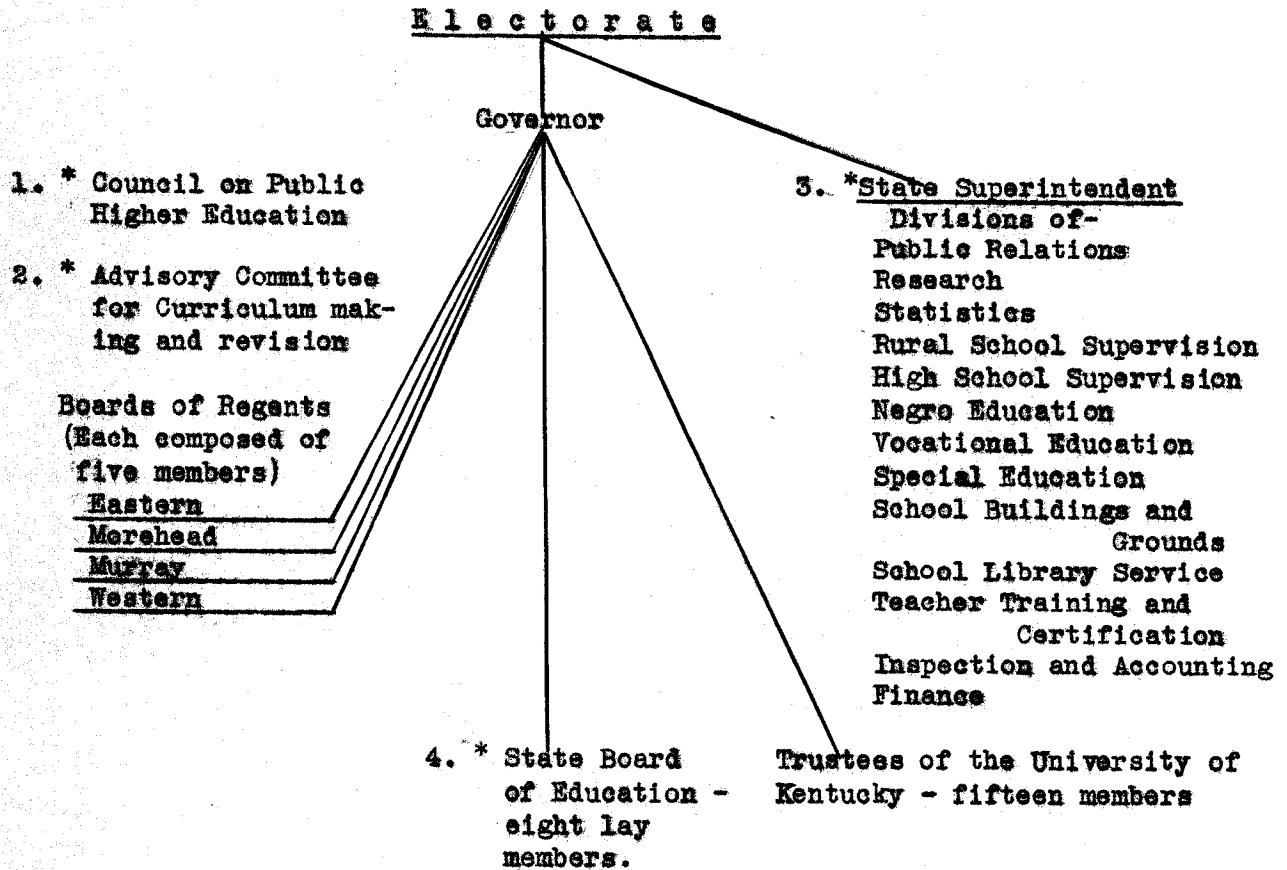 Electorate
Governor
1. * Council on Public
Higher Education
2. * Advisory Committee
for Curriculum mak-
ing and revision
Boards of Regents
(Each composed of
five members)
Eastern
Morehead
Murray
Western
3. *State Superintendent
Divisions of-
Public Relations
Research
Statistics
Rural School Supervision
High School Supervision
Negro Education
Vocational Education
Special Education
School Buildings and
Grounds
School Library Service
Teacher Training and
Certification
Inspection and Accounting
Finance
4. * State Board
of Education -
eight lay
members.
Trustees of the University of
Kentucky - fifteen members